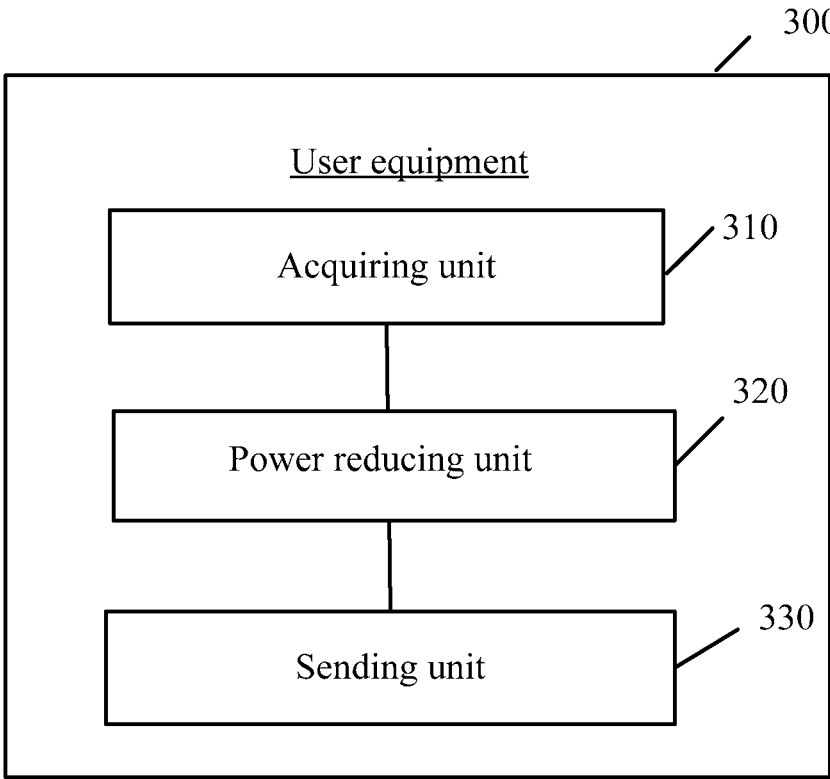 300
User equipment
310
Acquiring unit
320
Power reducing unit
330
Sending unit